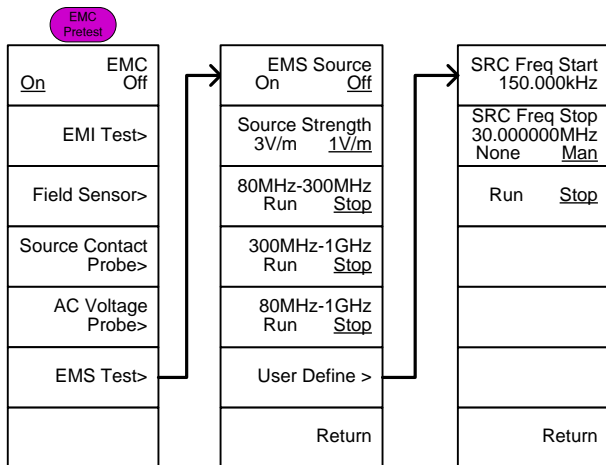 EMC
Pretest
EMC
On Off
EMI Test>
Field Sensor>
Source Contact
Probe>
AC Voltage
Probe>
EMS Test>
EMS Source
On Off
Source Strength
3V/m 1V/m
80MHz-300MHz
Run Stop
300MHz-1GHz
Run Stop
80MHz-1GHz
Run Stop
User Define >
Return
SRC Freq Start
150.000kHz
SRC Freq Stop
30.000000MHz
None Man
Run Stop
Return